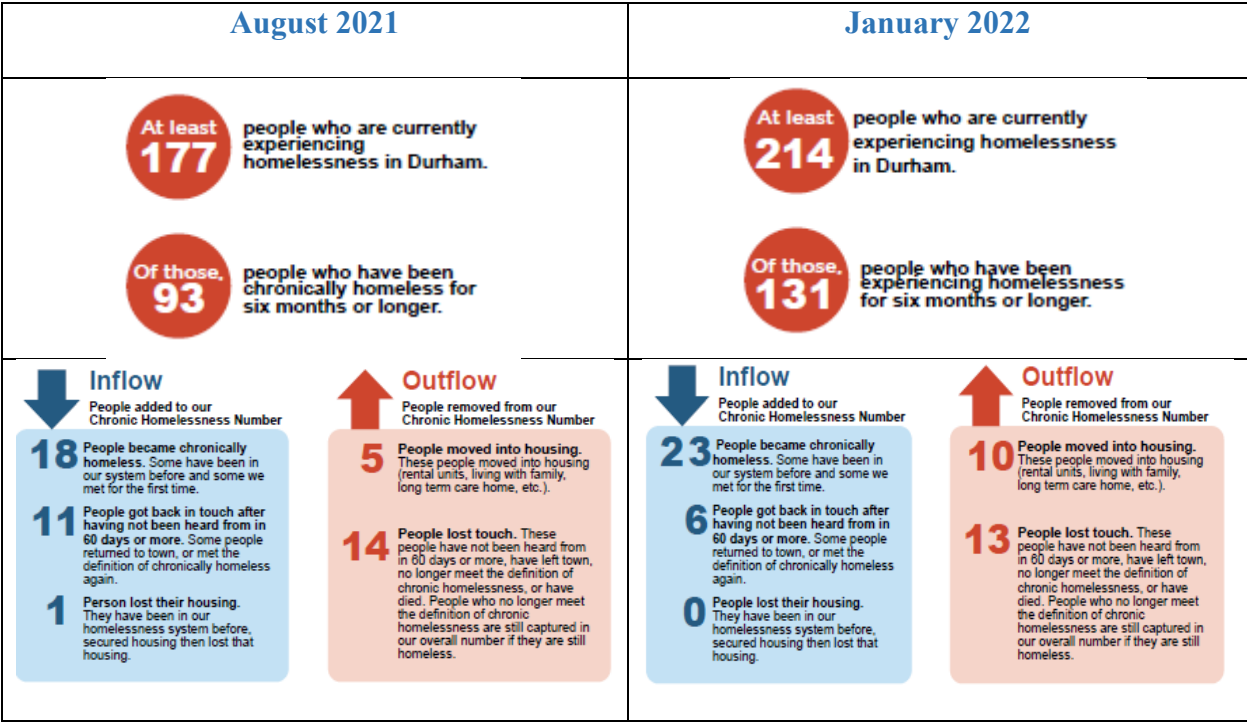 August 2021
January 2022
At least
177
people who are currently
experiencing
homelessness in Durham.
Of those,
93
people who have been
chronically homeless for
six months or longer.
At least
214
people who are currently
experiencing homelessness
in Durham.
Of those,
131
people who have been
experiencing homelessness
for six months or longer.
Inflow
People added to our
Chronic Homelessness Number
18
People became chronically
homeless. Some have been in
our system before and some we
met for the first time.
11
People got back in touch after
having not been heard from in
60 days or more. Some people
returned to town, or met the
definition of chronically homeless
again.
1
Person lost their housing.
They have been in our
homelessness system before,
secured housing then lost that
housing.
Outflow
People removed from our
Chronic Homelessness Number
5
People moved into housing.
These people moved into housing
(rental units, living with family,
long term care home, etc.).
14
People lost touch. These
people have not been heard from
in 60 days or more, have left town,
no longer meet the definition of
chronic homelessness, or have
died. People who no longer meet
the definition of chronic
homelessness are still captured in
our overall number if they are still
homeless.
Inflow
People added to our
Chronic Homelessness Number
23
People became chronically
homeless. Some have been in
our system before and some we
met for the first time.
6
People got back in touch after
having not been heard from in
60 days or more. Some people
returned to town, or met the
definition of chronically homeless
again.
0
People lost their housing.
They have been in our
homelessness system before,
secured housing then lost that
housing.
Outflow
People removed from our
Chronic Homelessness Number
10
People moved into housing.
These people moved into housing
(rental units, living with family,
long term care home, etc.).
13
People lost touch. These
people have not been heard from
in 60 days or more, have left town,
no longer meet the definition of
chronic homelessness, or have
died. People who no longer meet
the definition of chronic
homelessness are still captured in
our overall number if they are still
homeless.